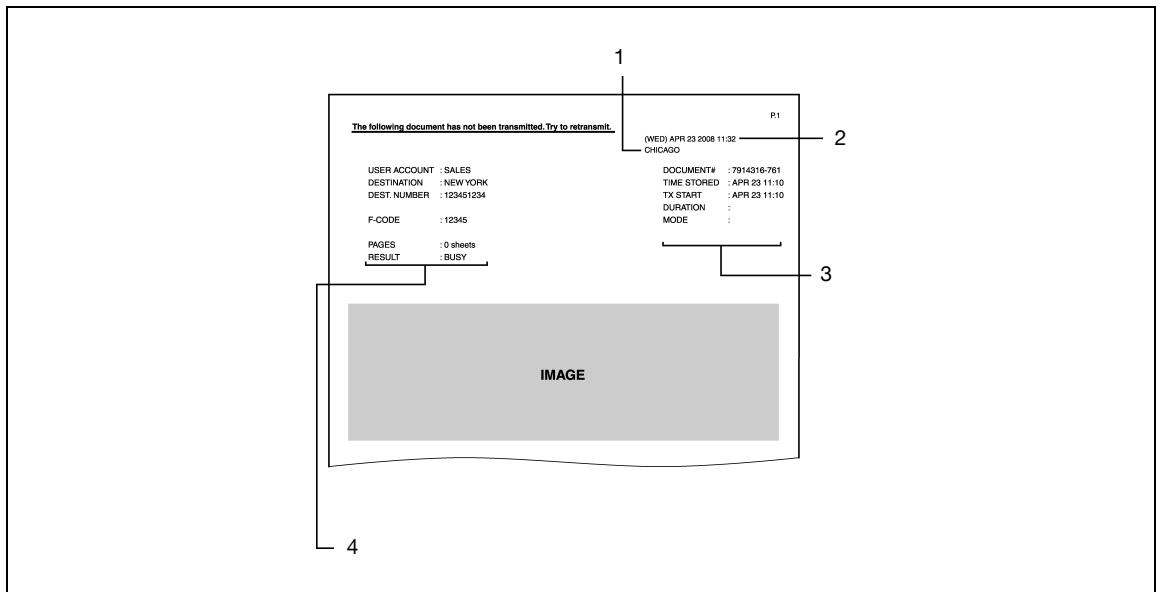 1
P.1
The following document has not been transmitted. Try to retransmit.
(WED) APR 23 2008 11:32
2
CHICAGO
USER ACCOUNT : SALES
DESTINATION : NEW YORK
DEST. NUMBER : 123451234
F-CODE : 12345
PAGES : 0 sheets
RESULT : BUSY
DOCUMENT# : 7914316-761
TIME STORED : APR 23 11:10
TX START : APR 23 11:10
DURATION :
MODE :
3
IMAGE
4